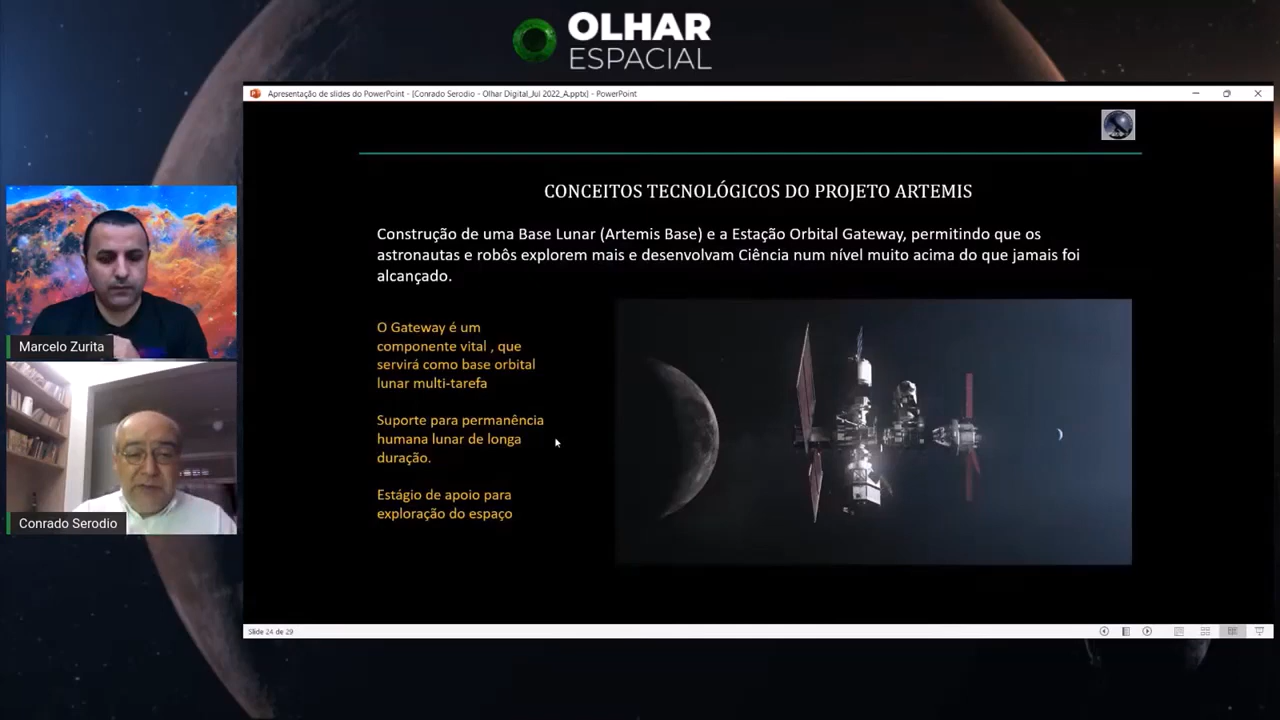 OLHAR
ESPACIAL
Apresentação de slides do PowerPoint - [Conrado Serodio - Olhar Digital_Jul 2022_A.pptx] - PowerPoint
CONCEITOS TECNOLÓGICOS DO PROJETO ARTEMIS
Construção de uma Base Lunar (Artemis Base) e a Estação Orbital Gateway, permitindo que os
astronautas e robôs explorem mais e desenvolvam Ciência num nível muito acima do que jamais foi
alcançado.
O Gateway é um
componente vital , que
servirá como base orbital
lunar multi-tarefa
Suporte para permanência
humana lunar de longa
duração.
Estágio de apoio para
exploração do espaço
Marcelo Zurita
Conrado Serodio
Slide 24 de 29